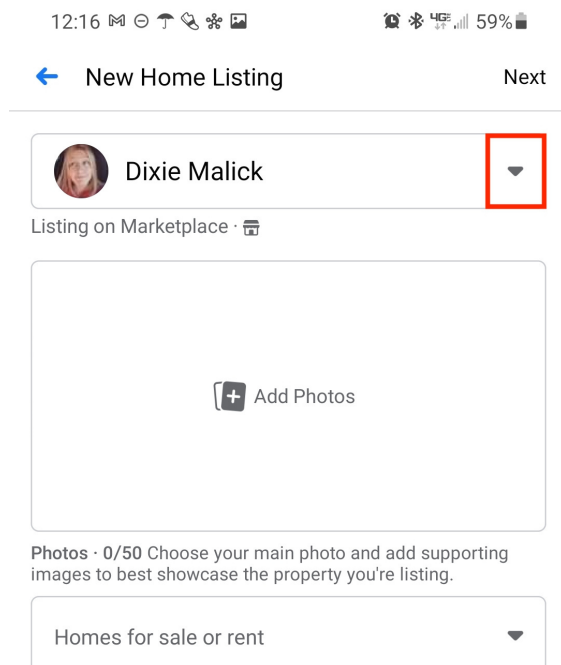 12:16 4GE 59%
New Home Listing Next
Dixie Malick
Listing on Marketplace ·
Add Photos
Photos · 0/50 Choose your main photo and add supporting
images to best showcase the property you're listing.
Homes for sale or rent